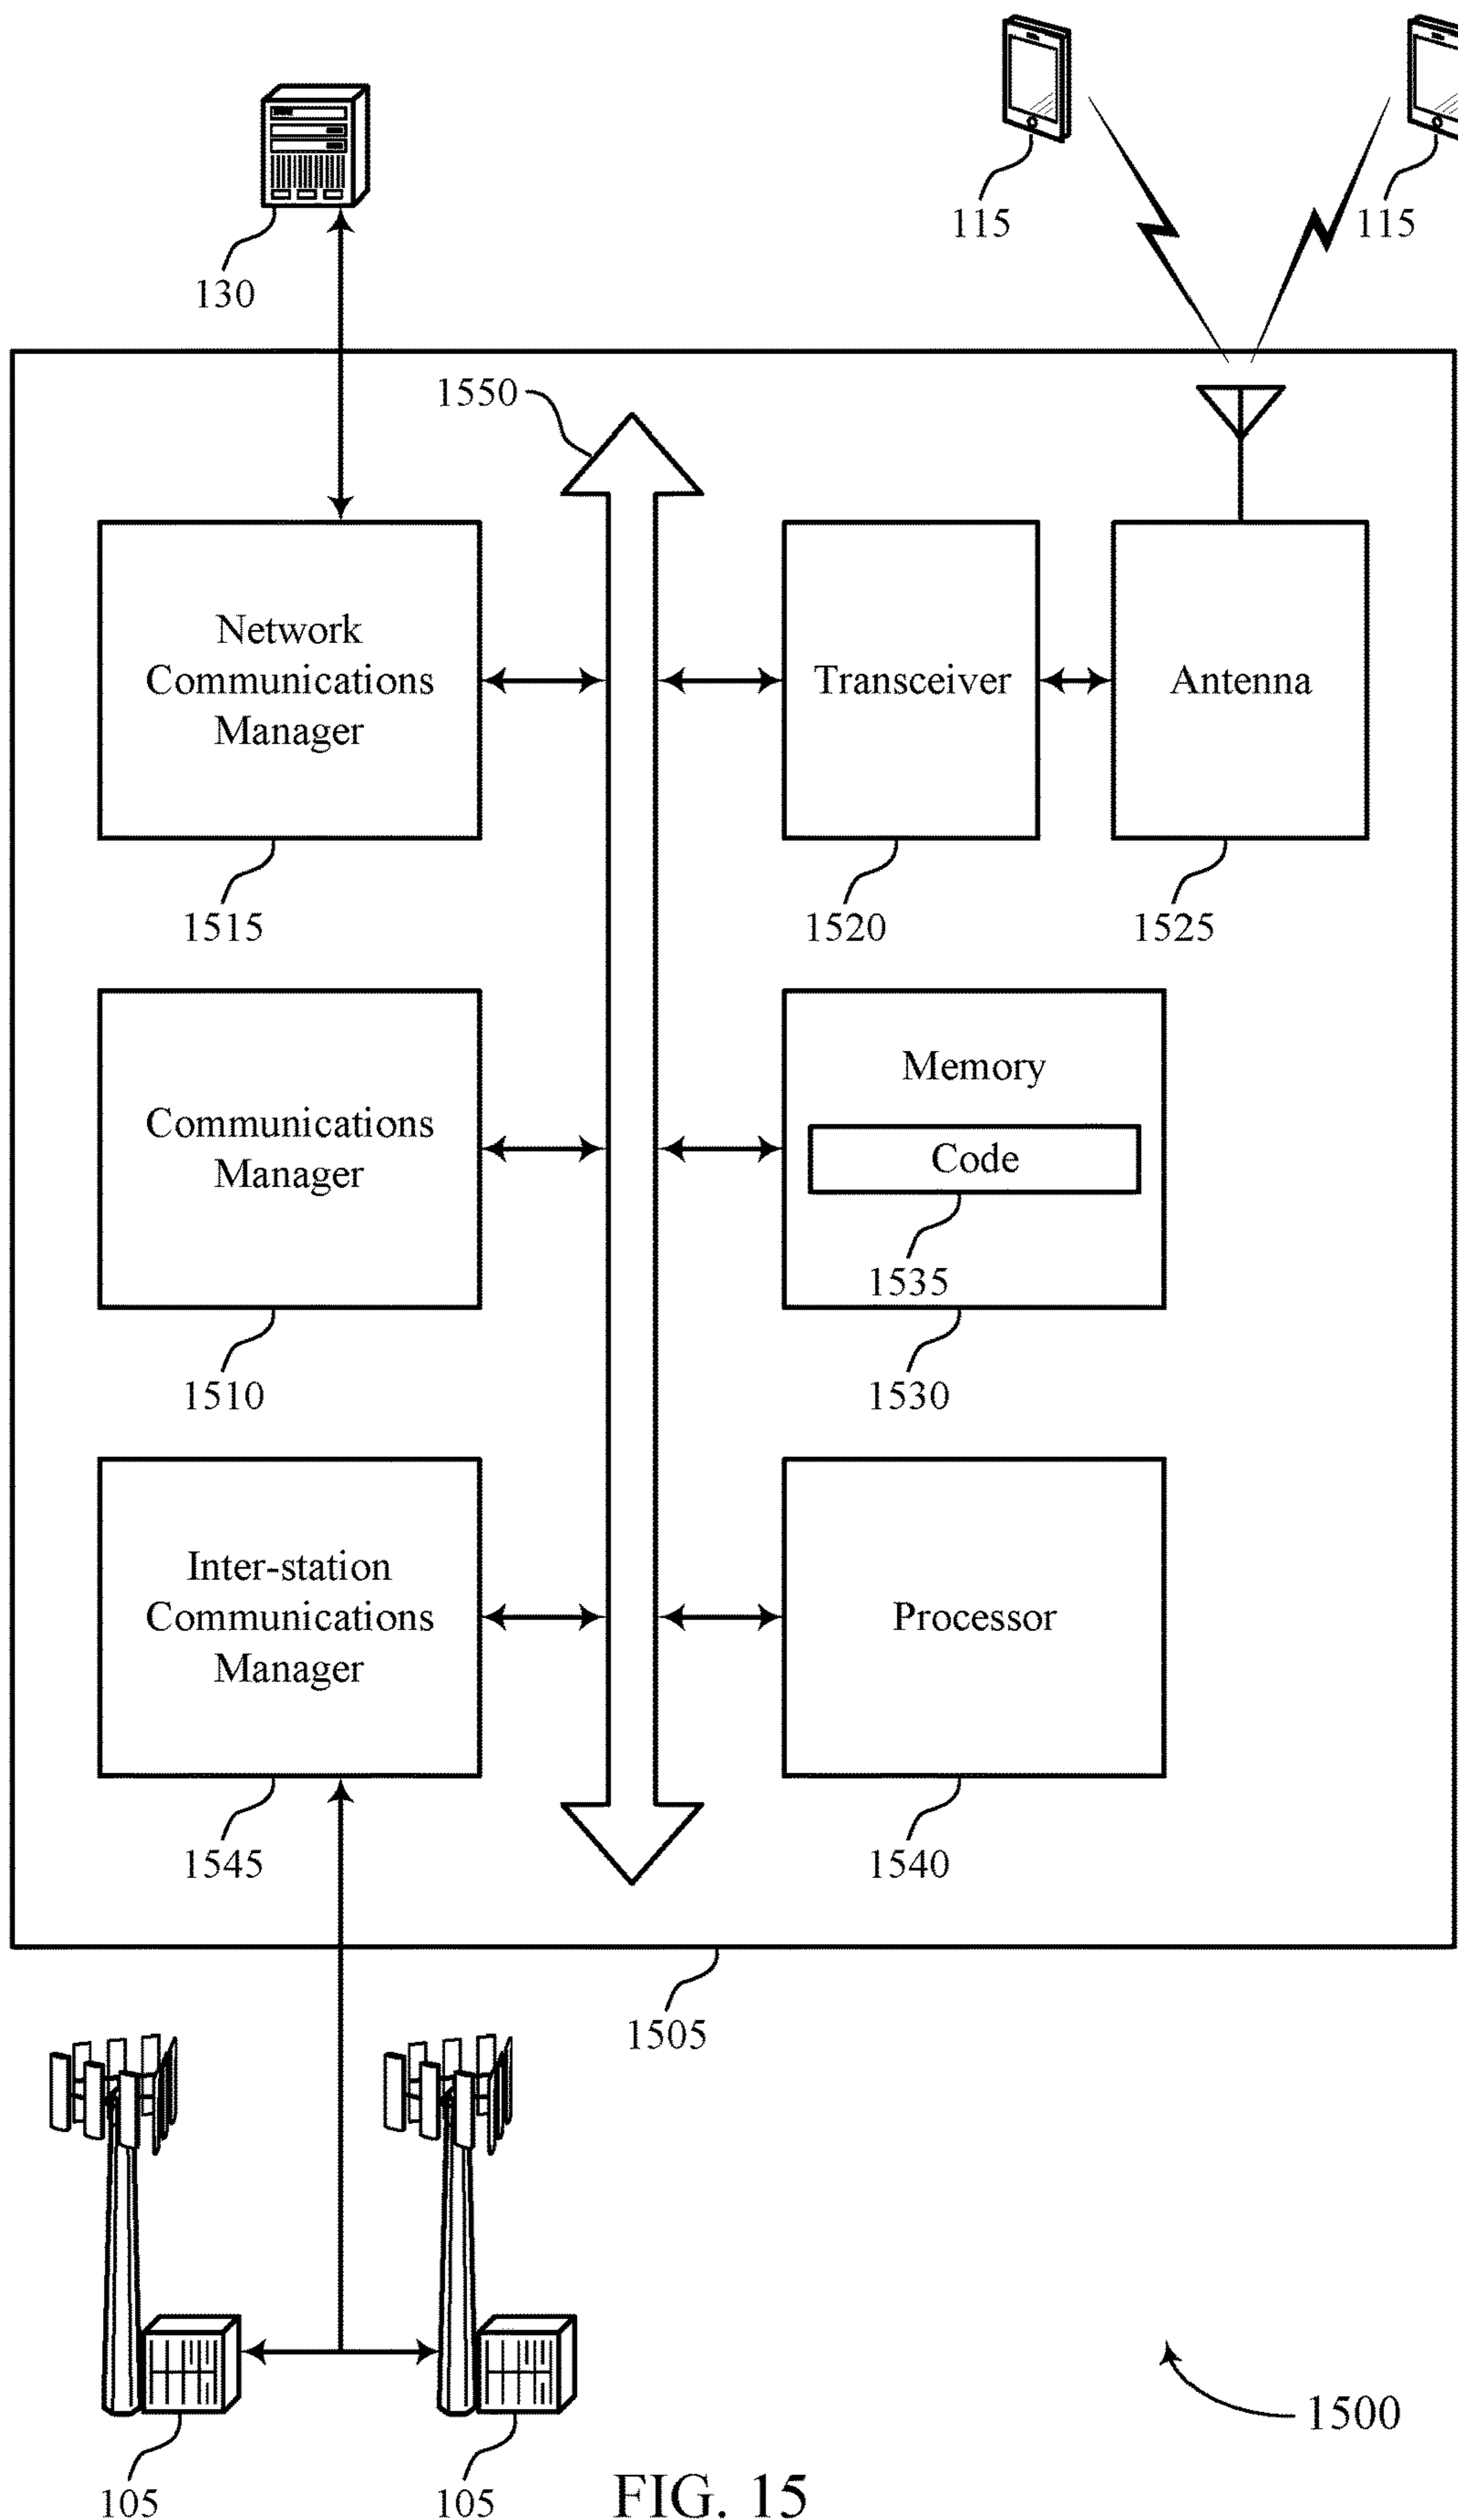 115
115
130
1550
Network
Communications
Manager
Transceiver
Antenna
1515
1520
1525
Communications
Manager
Memory
Code
1535
1510
1530
Inter-station
Communications
Manager
Processor
1545
1540
1505
1500
105
105
FIG. 15